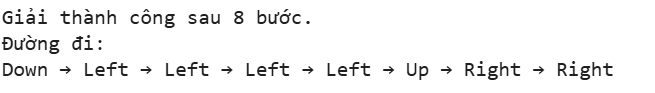 Giải thành công sau 8 bước.
Đường đi:
Down → Left → Left → Left → Left → Up → Right → Right